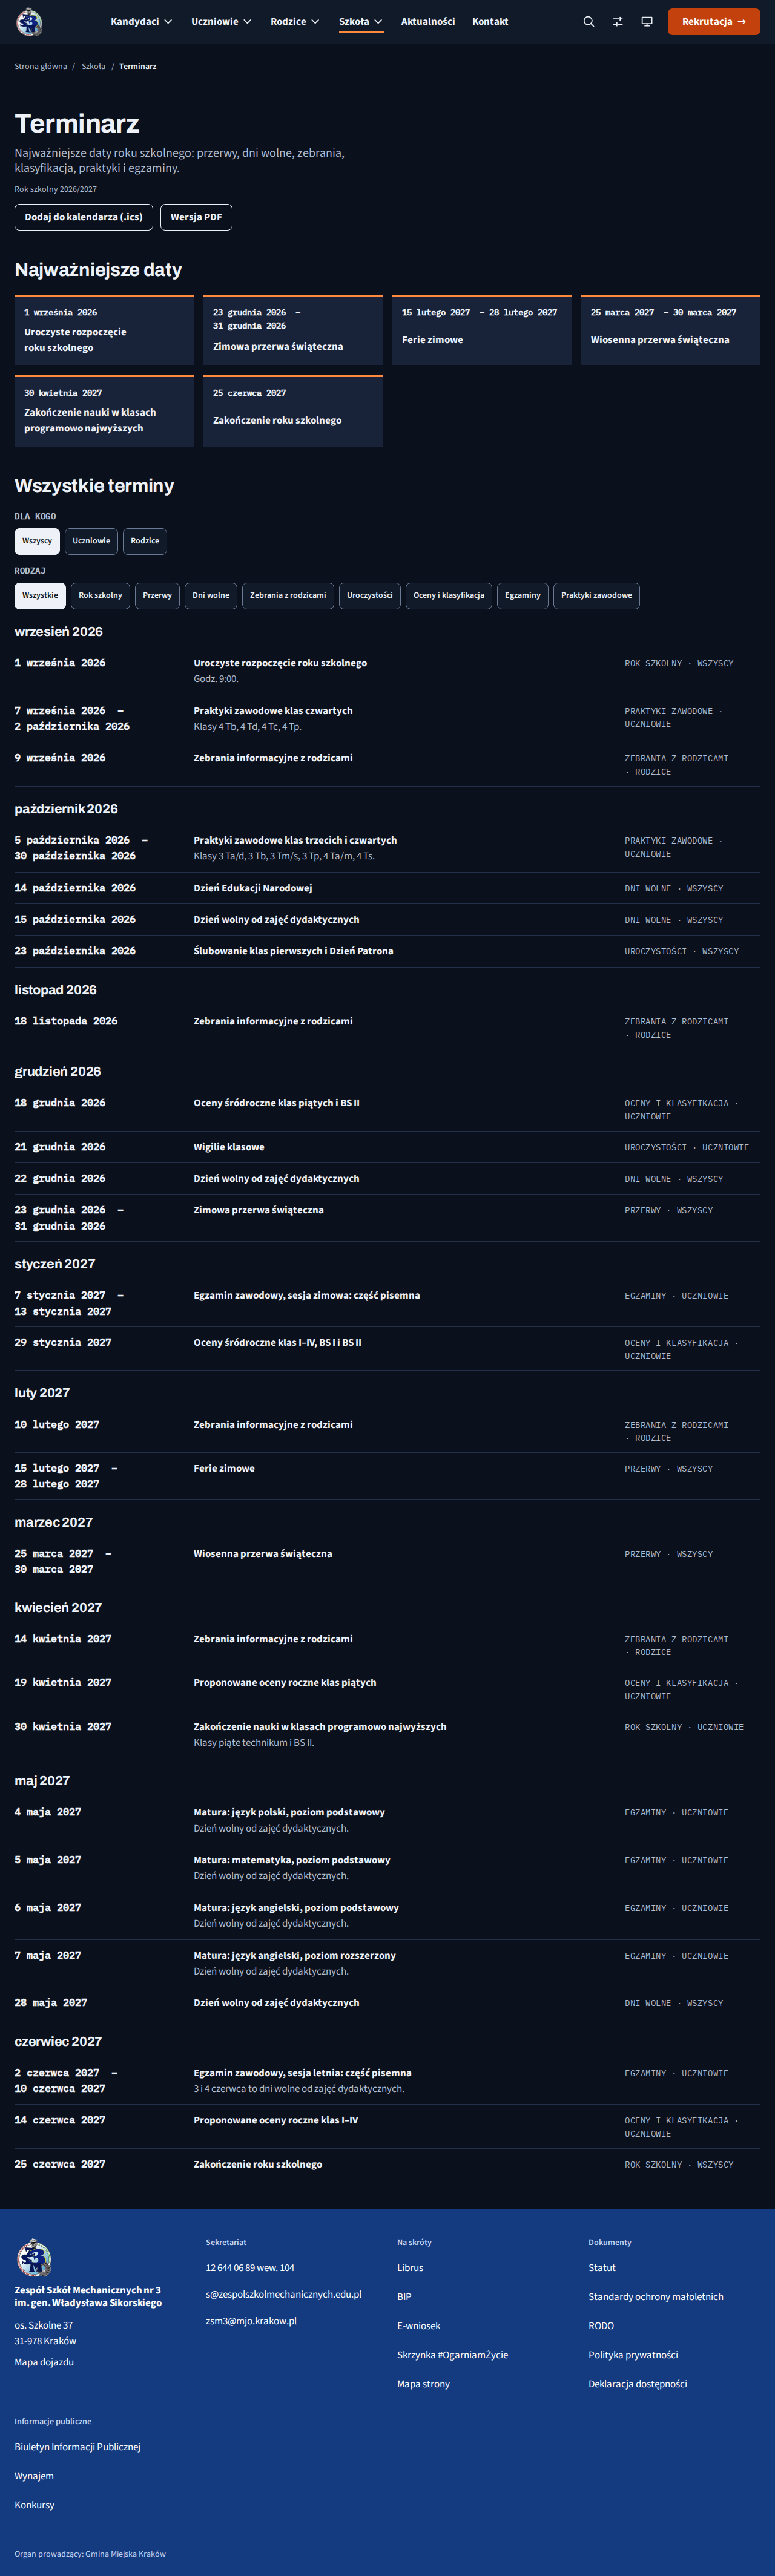 Kandydaci Uczniowie Rodzice Szkoła Aktualności Kontakt Rekrutacja →
Strona główna / Szkoła / Terminarz
Terminarz
Najważniejsze daty roku szkolnego: przerwy, dni wolne, zebrania,
klasyfikacja, praktyki i egzaminy.
Rok szkolny 2026/2027
Dodaj do kalendarza (.ics) Wersja PDF
Najważniejsze daty
1 września 2026
Uroczyste rozpoczęcie
roku szkolnego
23 grudnia 2026 –
31 grudnia 2026
Zimowa przerwa świąteczna
15 lutego 2027 – 28 lutego 2027
Ferie zimowe
25 marca 2027 – 30 marca 2027
Wiosenna przerwa świąteczna
30 kwietnia 2027
Zakończenie nauki w klasach
programowo najwyższych
25 czerwca 2027
Zakończenie roku szkolnego
Wszystkie terminy
DLA KOGO
Wszyscy Uczniowie Rodzice
RODZAJ
Wszystkie Rok szkolny Przerwy Dni wolne Zebrania z rodzicami Uroczystości Oceny i klasyfikacja Egzaminy Praktyki zawodowe
wrzesień 2026
1 września 2026
Uroczyste rozpoczęcie roku szkolnego
Godz. 9:00.
ROK SZKOLNY · WSZYSCY
7 września 2026 –
2 października 2026
Praktyki zawodowe klas czwartych
Klasy 4 Tb, 4 Td, 4 Tc, 4 Tp.
PRAKTYKI ZAWODOWE ·
UCZNIOWIE
9 września 2026
Zebrania informacyjne z rodzicami
ZEBRANIA Z RODZICAMI
· RODZICE
październik 2026
5 października 2026 –
30 października 2026
Praktyki zawodowe klas trzecich i czwartych
Klasy 3 Ta/d, 3 Tb, 3 Tm/s, 3 Tp, 4 Ta/m, 4 Ts.
PRAKTYKI ZAWODOWE ·
UCZNIOWIE
14 października 2026
Dzień Edukacji Narodowej
DNI WOLNE · WSZYSCY
15 października 2026
Dzień wolny od zajęć dydaktycznych
DNI WOLNE · WSZYSCY
23 października 2026
Ślubowanie klas pierwszych i Dzień Patrona
UROCZYSTOŚCI · WSZYSCY
listopad 2026
18 listopada 2026
Zebrania informacyjne z rodzicami
ZEBRANIA Z RODZICAMI
· RODZICE
grudzień 2026
18 grudnia 2026
Oceny śródroczne klas piątych i BS II
OCENY I KLASYFIKACJA ·
UCZNIOWIE
21 grudnia 2026
Wigilie klasowe
UROCZYSTOŚCI · UCZNIOWIE
22 grudnia 2026
Dzień wolny od zajęć dydaktycznych
DNI WOLNE · WSZYSCY
23 grudnia 2026 –
31 grudnia 2026
Zimowa przerwa świąteczna
PRZERWY · WSZYSCY
styczeń 2027
7 stycznia 2027 –
13 stycznia 2027
Egzamin zawodowy, sesja zimowa: część pisemna
EGZAMINY · UCZNIOWIE
29 stycznia 2027
Oceny śródroczne klas I–IV, BS I i BS II
OCENY I KLASYFIKACJA ·
UCZNIOWIE
luty 2027
10 lutego 2027
Zebrania informacyjne z rodzicami
ZEBRANIA Z RODZICAMI
· RODZICE
15 lutego 2027 –
28 lutego 2027
Ferie zimowe
PRZERWY · WSZYSCY
marzec 2027
25 marca 2027 –
30 marca 2027
Wiosenna przerwa świąteczna
PRZERWY · WSZYSCY
kwiecień 2027
14 kwietnia 2027
Zebrania informacyjne z rodzicami
ZEBRANIA Z RODZICAMI
· RODZICE
19 kwietnia 2027
Proponowane oceny roczne klas piątych
OCENY I KLASYFIKACJA ·
UCZNIOWIE
30 kwietnia 2027
Zakończenie nauki w klasach programowo najwyższych
Klasy piąte technikum i BS II.
ROK SZKOLNY · UCZNIOWIE
maj 2027
4 maja 2027
Matura: język polski, poziom podstawowy
Dzień wolny od zajęć dydaktycznych.
EGZAMINY · UCZNIOWIE
5 maja 2027
Matura: matematyka, poziom podstawowy
Dzień wolny od zajęć dydaktycznych.
EGZAMINY · UCZNIOWIE
6 maja 2027
Matura: język angielski, poziom podstawowy
Dzień wolny od zajęć dydaktycznych.
EGZAMINY · UCZNIOWIE
7 maja 2027
Matura: język angielski, poziom rozszerzony
Dzień wolny od zajęć dydaktycznych.
EGZAMINY · UCZNIOWIE
28 maja 2027
Dzień wolny od zajęć dydaktycznych
DNI WOLNE · WSZYSCY
czerwiec 2027
2 czerwca 2027 –
10 czerwca 2027
Egzamin zawodowy, sesja letnia: część pisemna
3 i 4 czerwca to dni wolne od zajęć dydaktycznych.
EGZAMINY · UCZNIOWIE
14 czerwca 2027
Proponowane oceny roczne klas I–IV
OCENY I KLASYFIKACJA ·
UCZNIOWIE
25 czerwca 2027
Zakończenie roku szkolnego
ROK SZKOLNY · WSZYSCY
Zespół Szkół Mechanicznych nr 3
im. gen. Władysława Sikorskiego
os. Szkolne 37
31-978 Kraków
Mapa dojazdu
Sekretariat
12 644 06 89 wew. 104
s@zespolszkolmechanicznych.edu.pl
zsm3@mjo.krakow.pl
Na skróty
Librus
BIP
E-wniosek
Skrzynka #OgarniamŻycie
Mapa strony
Dokumenty
Statut
Standardy ochrony małoletnich
RODO
Polityka prywatności
Deklaracja dostępności
Informacje publiczne
Biuletyn Informacji Publicznej
Wynajem
Konkursy
Organ prowadzący: Gmina Miejska Kraków